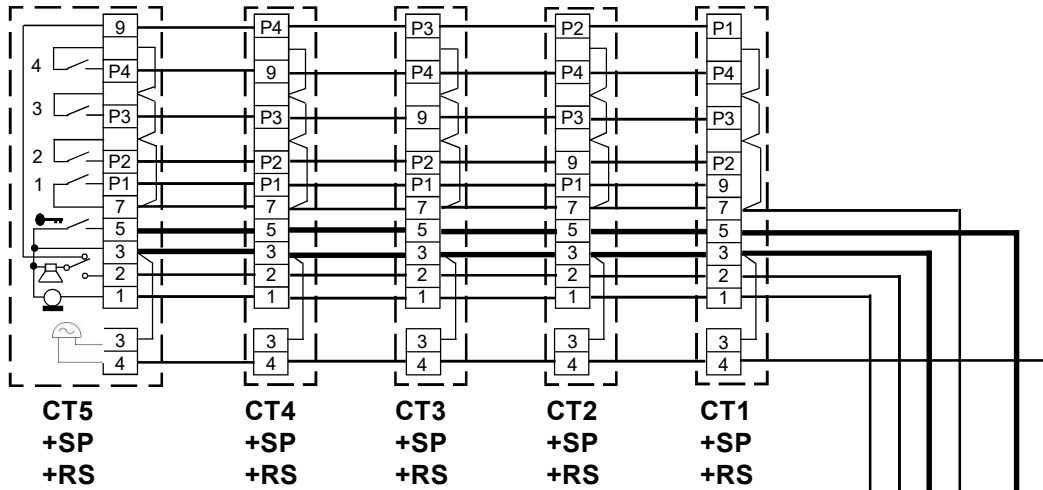 9 P4 P3 P2 P1
4 P4 9 P4 P4 P4
3 P3 P3 9 P3 P3
2 P2 P2 P2 9 P2
1 P1 P1 P1 P1 9
7 7 7 7 7
5 5 5 5 5
3 3 3 3 3
2 2 2 2 2
1 1 1 1 1
3 3 3 3 3
4 4 4 4 4
CT5 CT4 CT3 CT2 CT1
+SP +SP +SP +SP +SP
+RS +RS +RS +RS +RS